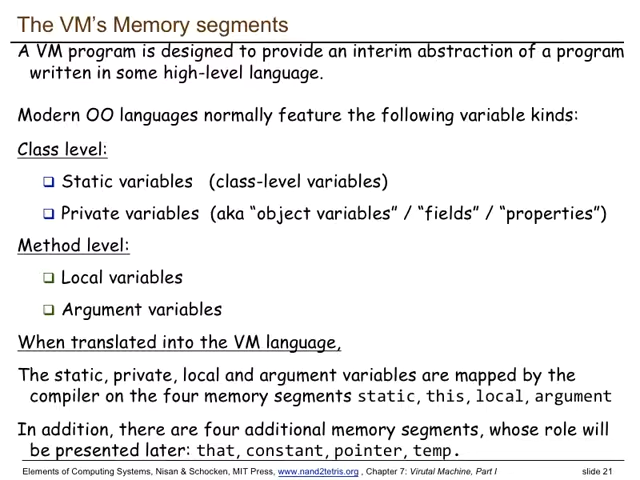 The VM's Memory segments
A VM program is designed to provide an interim abstraction of a program
written in some high-level language.
Modern OO languages normally feature the following variable kinds:
Class level:
Static variables (class-level variables)
Private variables (aka “object variables” / “fields” / “properties”)
Method level:
Local variables
Argument variables
When translated into the VM language,
The static, private, local and argument variables are mapped by the
compiler on the four memory segments static, this, local, argument
In addition, there are four additional memory segments, whose role will
be presented later: that, constant, pointer, temp.
Elements of Computing Systems, Nisan & Schocken, MIT Press, www.nand2tetris.org , Chapter 7: Virutal Machine, Part I slide 21